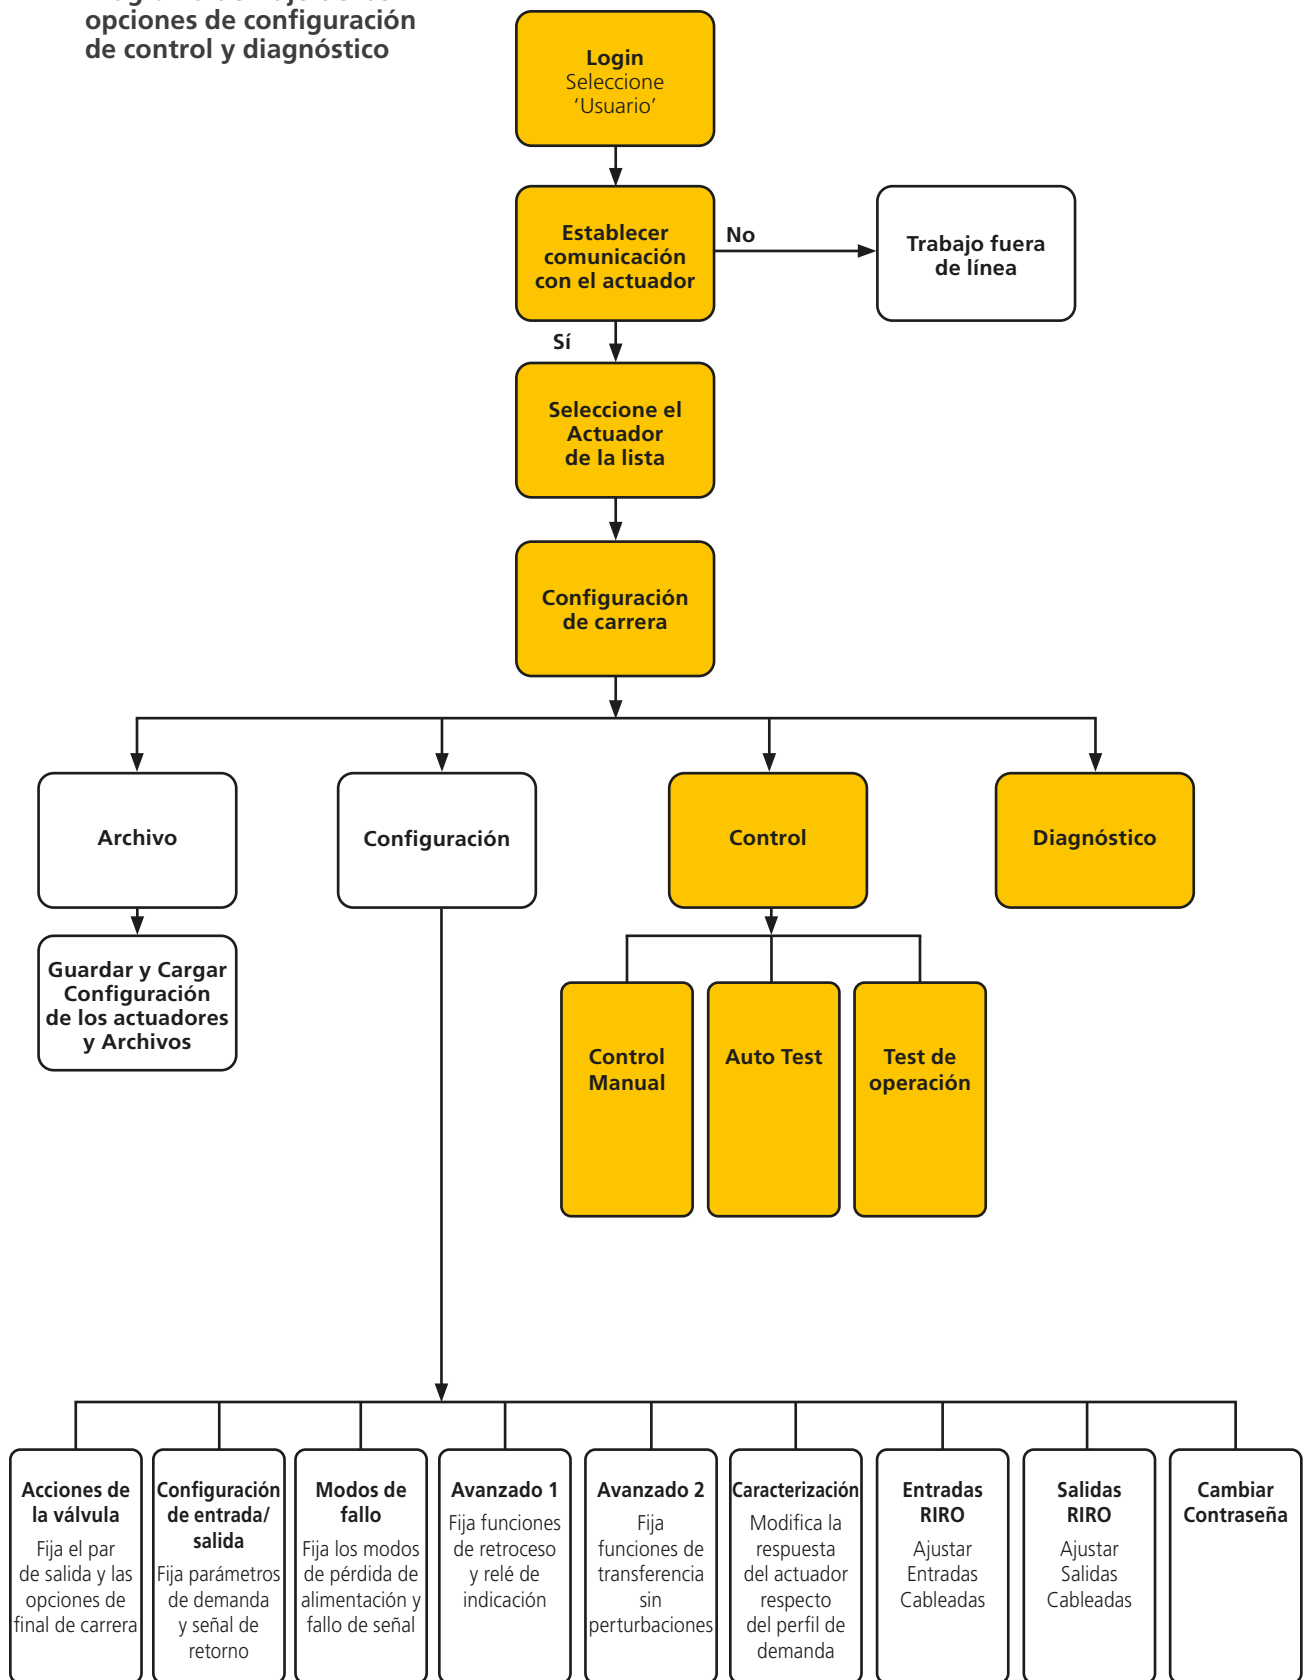 opciones de configuración
de control y diagnóstico
Login
Seleccione
‘Usuario’
Establecer
comunicación
con el actuador
No
Trabajo fuera
de línea
Sí
Seleccione el
Actuador
de la lista
Configuración
de carrera
Archivo
Configuración
Control
Diagnóstico
Guardar y Cargar
Configuración
de los actuadores
y Archivos
Control
Manual
Auto Test
Test de
operación
Acciones de
la válvula
Fija el par
de salida y las
opciones de
final de carrera
Configuración
de entrada/
salida
Fija parámetros
de demanda
y señal de
retorno
Modos de
fallo
Fija los modos
de pérdida de
alimentación y
fallo de señal
Avanzado 1
Fija funciones
de retroceso
y relé de
indicación
Avanzado 2
Fija
funciones de
transferencia
sin
perturbaciones
Caracterización
Modifica la
respuesta
del actuador
respecto
del perfil de
demanda
Entradas
RIRO
Ajustar
Entradas
Cableadas
Salidas
RIRO
Ajustar
Salidas
Cableadas
Cambiar
Contraseña